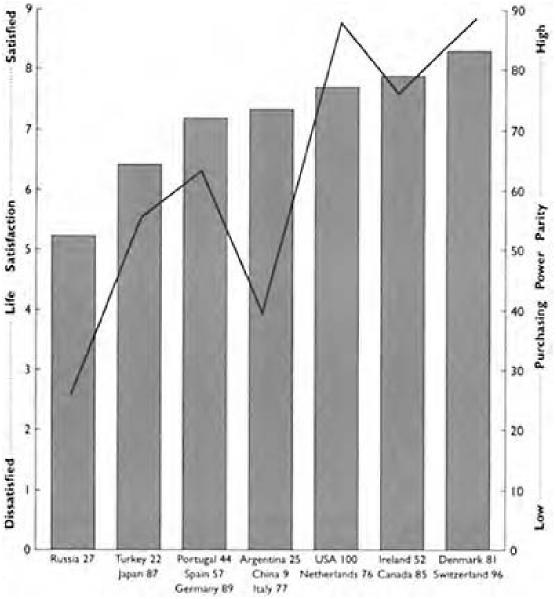 Satisfied
Life Satisfaction
Dissatisfied
9
8
7
6
5
4
3
2
1
0
90
80
70
60
50
40
30
20
10
0
High
Purchasing Power Parity
Low
Russia 27
Turkey 22
Japan 87
Portugal 44
Spain 57
Germany 89
Argentina 25
China 9
Italy 77
USA 100
Netherlands 76
Ireland 52
Canada 85
Denmark 81
Switzerland 96